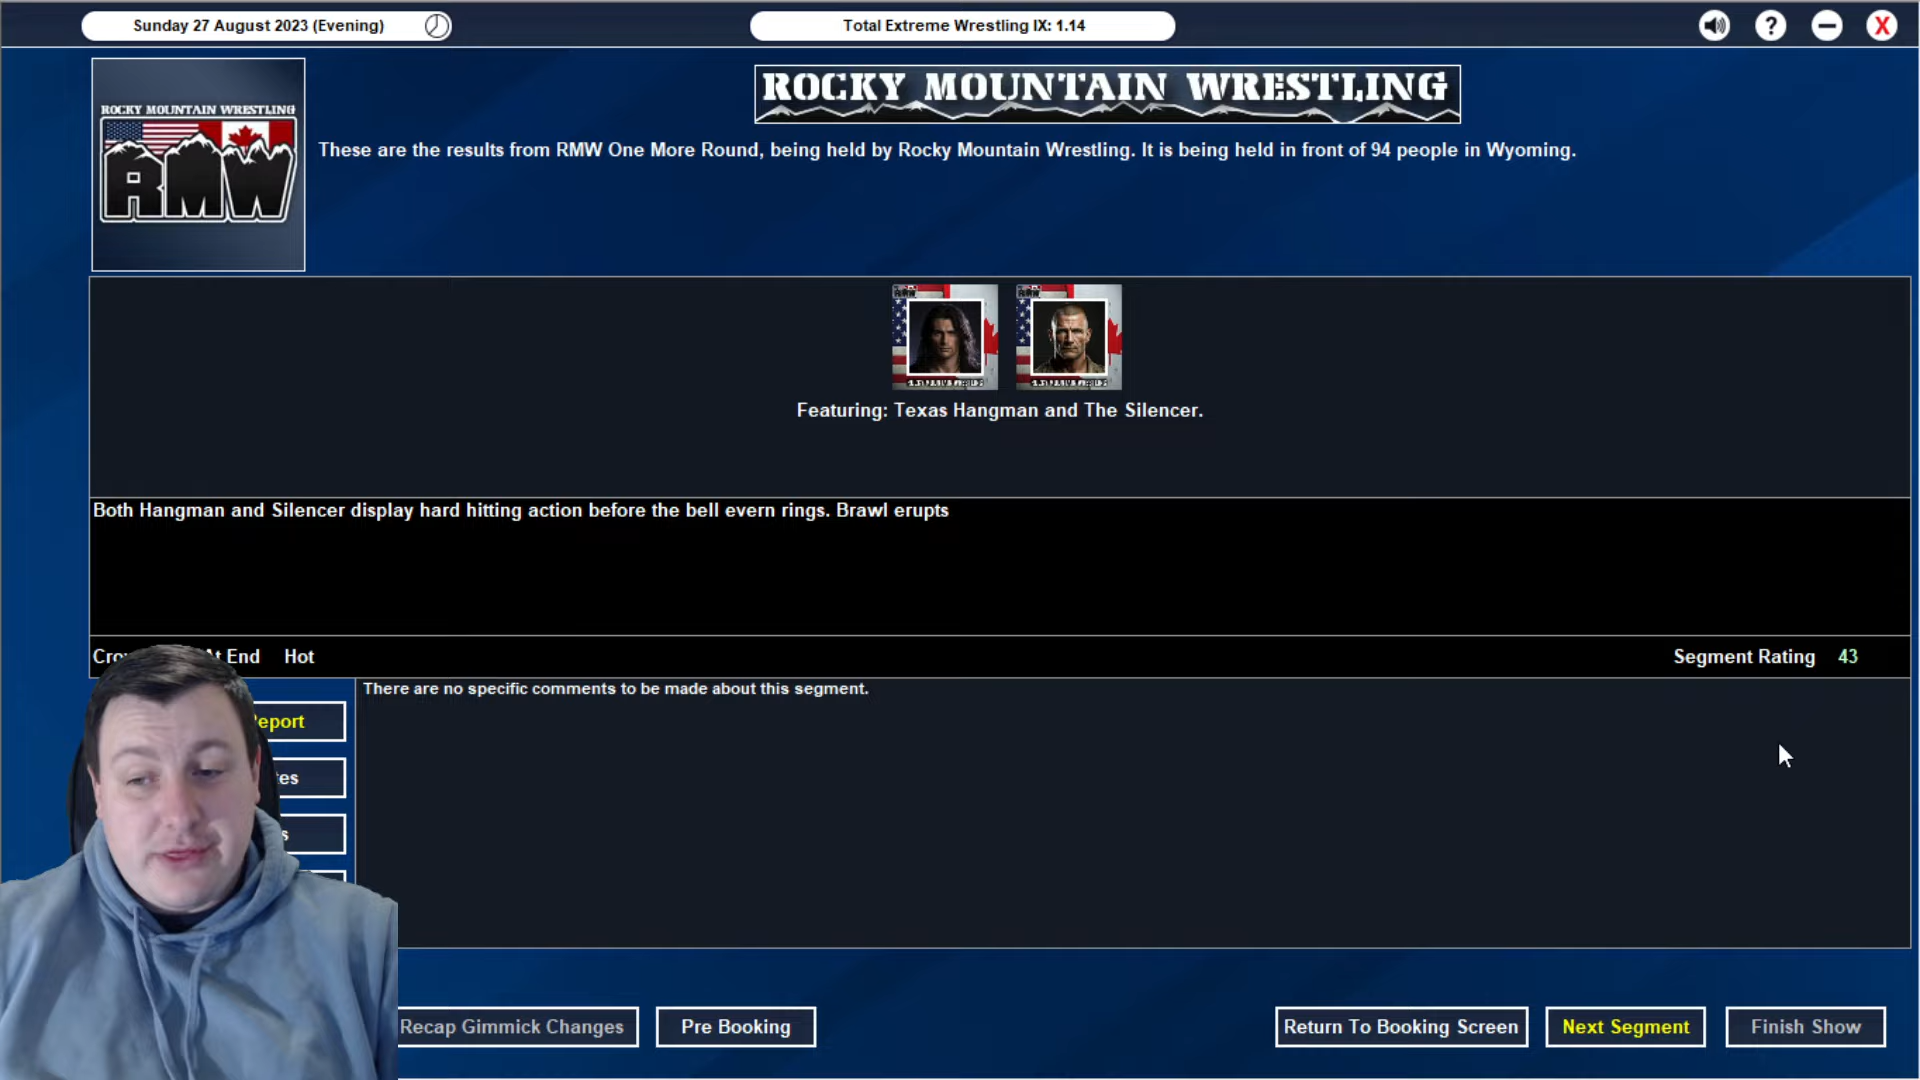 Sunday 27 August 2023 (Evening)
Total Extreme Wrestling IX: 1.14
?
X
ROCKY MOUNTAIN WRESTLING
RMW
ROCKY MOUNTAIN WRESTLING
These are the results from RMW One More Round, being held by Rocky Mountain Wrestling. It is being held in front of 94 people in Wyoming.
RMW
RMW
Featuring: Texas Hangman and The Silencer.
Both Hangman and Silencer display hard hitting action before the bell evern rings. Brawl erupts
At End Hot
Segment Rating 43
There are no specific comments to be made about this segment.
Report
Recap Gimmick Changes
Pre Booking
Return To Booking Screen
Next Segment
Finish Show